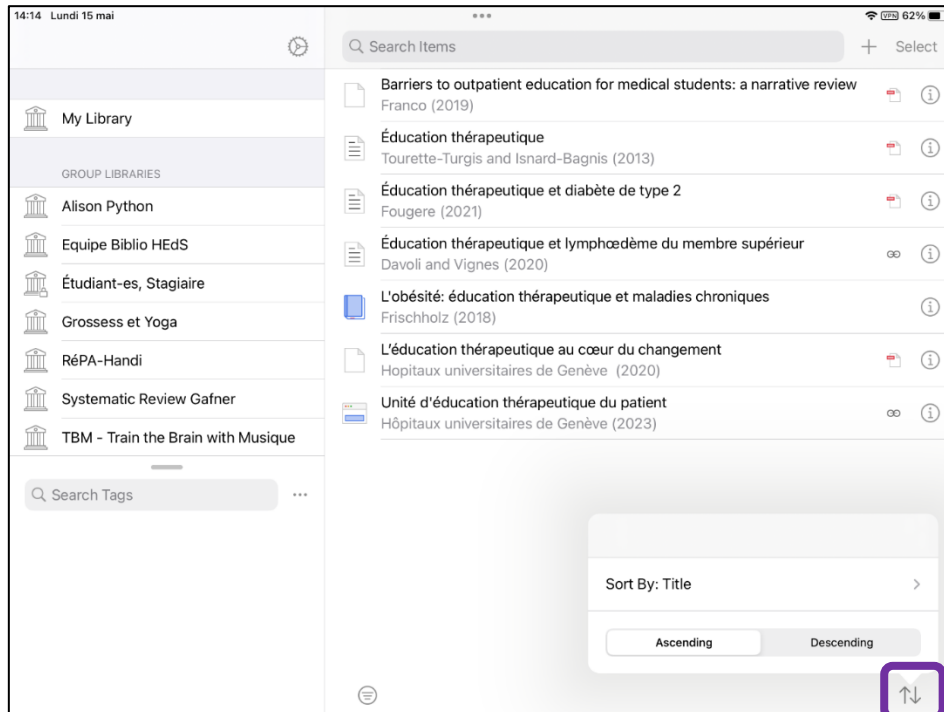 14:14 Lundi 15 mai
VPN 62%
Search Items
Select
My Library
GROUP LIBRARIES
Alison Python
Equipe Biblio HEdS
Étudiant-es, Stagiaire
Grossess et Yoga
RéPA-Handi
Systematic Review Gafner
TBM - Train the Brain with Musique
Search Tags
Barriers to outpatient education for medical students: a narrative review
Franco (2019)
Éducation thérapeutique
Tourette-Turgis and Isnard-Bagnis (2013)
Éducation thérapeutique et diabète de type 2
Fougere (2021)
Éducation thérapeutique et lymphœdème du membre supérieur
Davoli and Vignes (2020)
L'obésité: éducation thérapeutique et maladies chroniques
Frischholz (2018)
L’éducation thérapeutique au cœur du changement
Hopitaux universitaires de Genève  (2020)
Unité d'éducation thérapeutique du patient
Hôpitaux universitaires de Genève (2023)
Sort By: Title
Ascending Descending